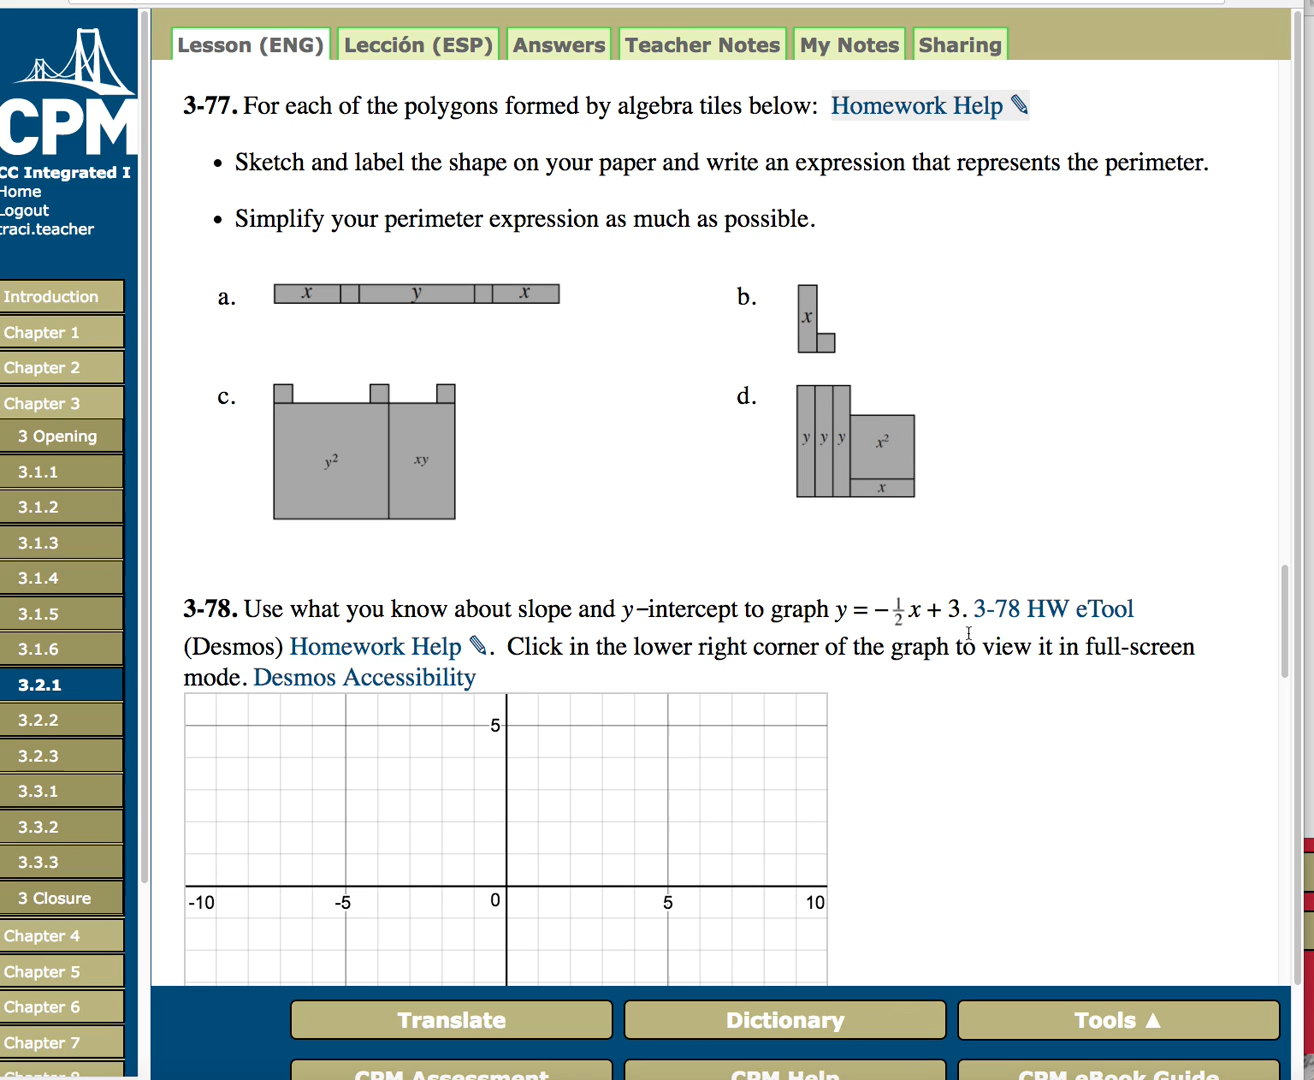 Lesson (ENG) Lección (ESP) Answers Teacher Notes My Notes Sharing
CPM
CC Integrated I
Home
Logout
traci.teacher
Introduction
Chapter 1
Chapter 2
Chapter 3
3 Opening
3.1.1
3.1.2
3.1.3
3.1.4
3.1.5
3.1.6
3.2.1
3.2.2
3.2.3
3.3.1
3.3.2
3.3.3
3 Closure
Chapter 4
Chapter 5
Chapter 6
Chapter 7
Chapter 8
3-77. For each of the polygons formed by algebra tiles below: Homework Help ✎
• Sketch and label the shape on your paper and write an expression that represents the perimeter.
• Simplify your perimeter expression as much as possible.
a. x y x
b. x
c. y² xy
d. y y y x² x
3-78. Use what you know about slope and y-intercept to graph y = −½x + 3. 3-78 HW eTool
(Desmos) Homework Help ✎. Click in the lower right corner of the graph to view it in full-screen
mode. Desmos Accessibility
5
-10 -5 0 5 10
Translate Dictionary Tools ▲
CPM Assessment CPM Help CPM eBook Guide